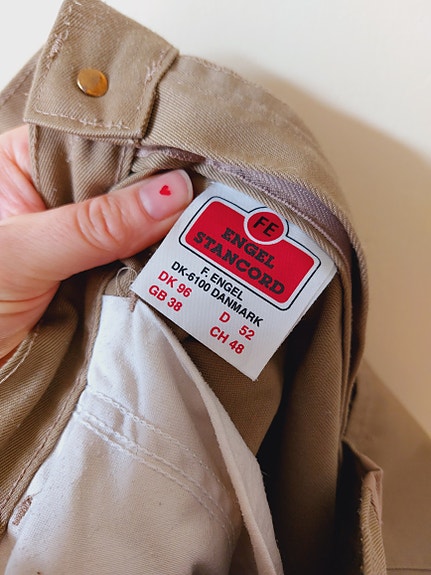 FE
ENGEL
STANCORD
F. ENGEL
DK-6100 DANMARK
DK 96 D 52
GB 38 CH 48